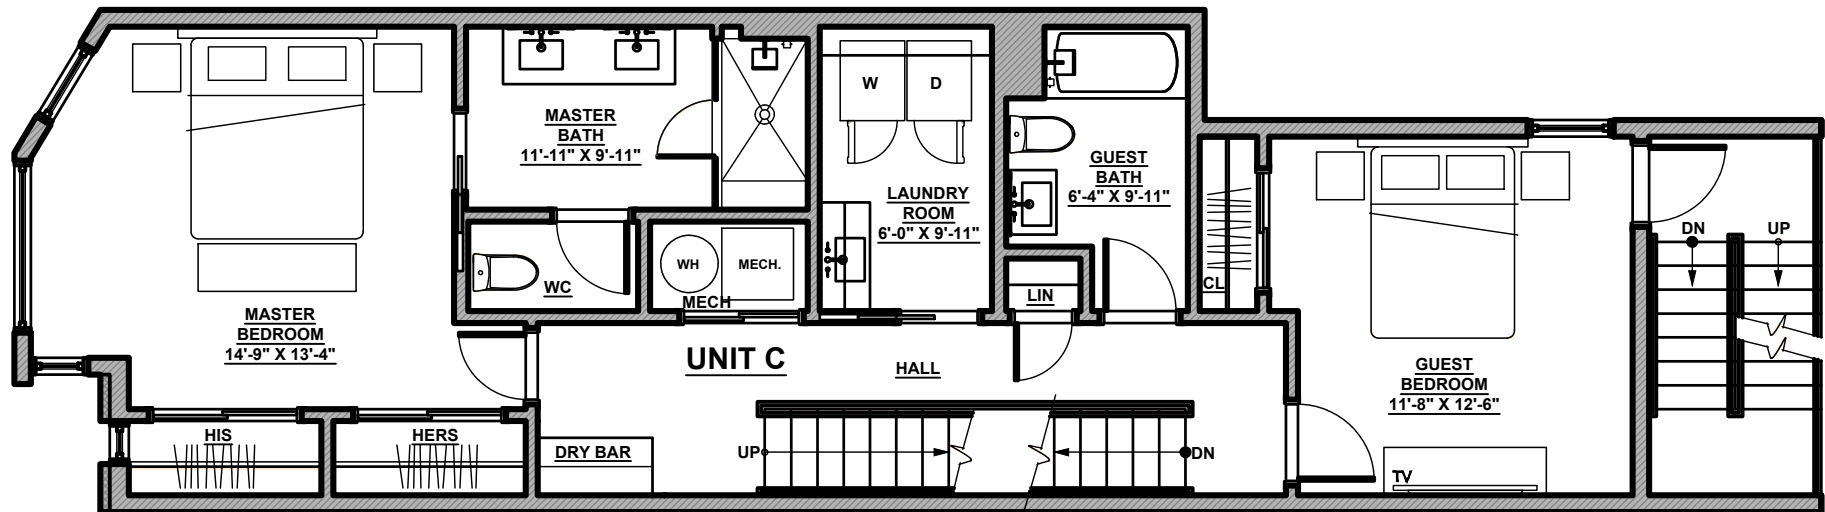 MASTER
BATH
11'-11" X 9'-11"
W
D
LAUNDRY
ROOM
6'-0" X 9'-11"
GUEST
BATH
6'-4" X 9'-11"
DN
UP
WH
MECH.
MECH
WC
CL
LIN
MASTER
BEDROOM
14'-9" X 13'-4"
UNIT C
HALL
GUEST
BEDROOM
11'-8" X 12'-6"
HIS
HERS
DRY BAR
UP
DN
TV